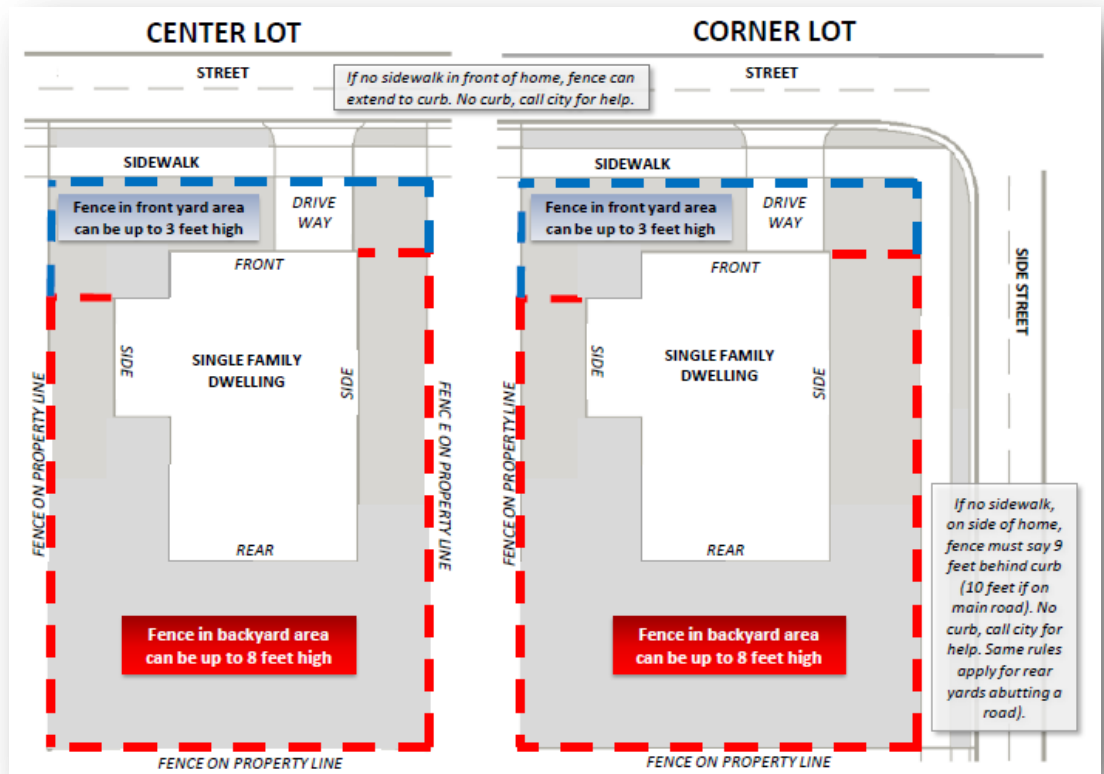 CENTER LOT
STREET
If no sidewalk in front of home, fence can
extend to curb. No curb, call city for help.
SIDEWALK
Fence in front yard area
can be up to 3 feet high
DRIVE
WAY
FRONT
SIDE
SINGLE FAMILY
DWELLING
SIDE
FENCE ON PROPERTY LINE
FENC E ON PROPERTY LINE
REAR
Fence in backyard area
can be up to 8 feet high
FENCE ON PROPERTY LINE
CORNER LOT
STREET
SIDEWALK
Fence in front yard area
can be up to 3 feet high
DRIVE
WAY
FRONT
SIDE
SINGLE FAMILY
DWELLING
SIDE
FENCE ON PROPERTY LINE
SIDE STREET
REAR
Fence in backyard area
can be up to 8 feet high
FENCE ON PROPERTY LINE
If no sidewalk,
on side of home,
fence must say 9
feet behind curb
(10 feet if on
main road). No
curb, call city for
help. Same rules
apply for rear
yards abutting a
road).